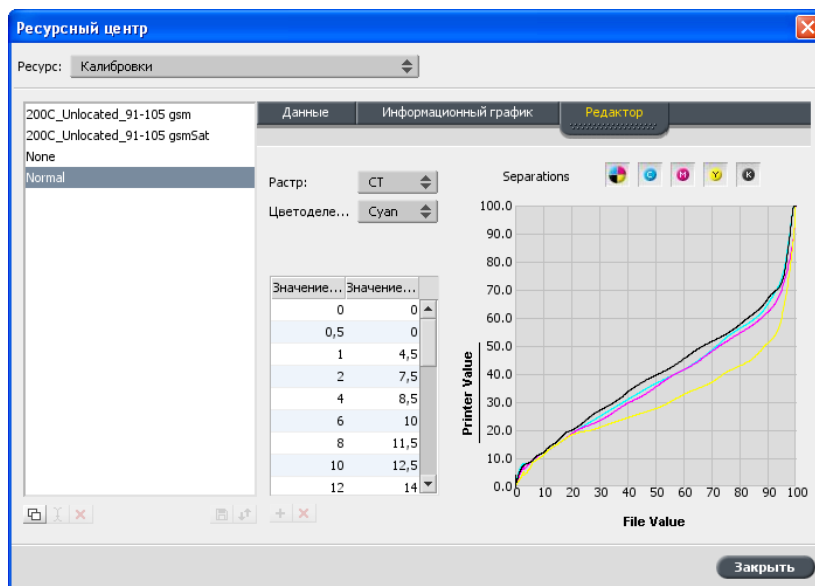 Ресурсный центр
Ресурс: Калибровки
200C_Unlocated_91-105 gsm
200C_Unlocated_91-105 gsmSat
None
Normal
Данные Информационный график Редактор
Растр: CT
Цветоделе... Cyan
Separations C M Y K
Значение... Значение...
0 0
0,5 0
1 4,5
2 7,5
4 8,5
6 10
8 11,5
10 12,5
12 14
Printer Value
100.0
90.0
80.0
70.0
60.0
50.0
40.0
30.0
20.0
10.0
0.0
0 10 20 30 40 50 60 70 80 90 100
File Value
Закрыть